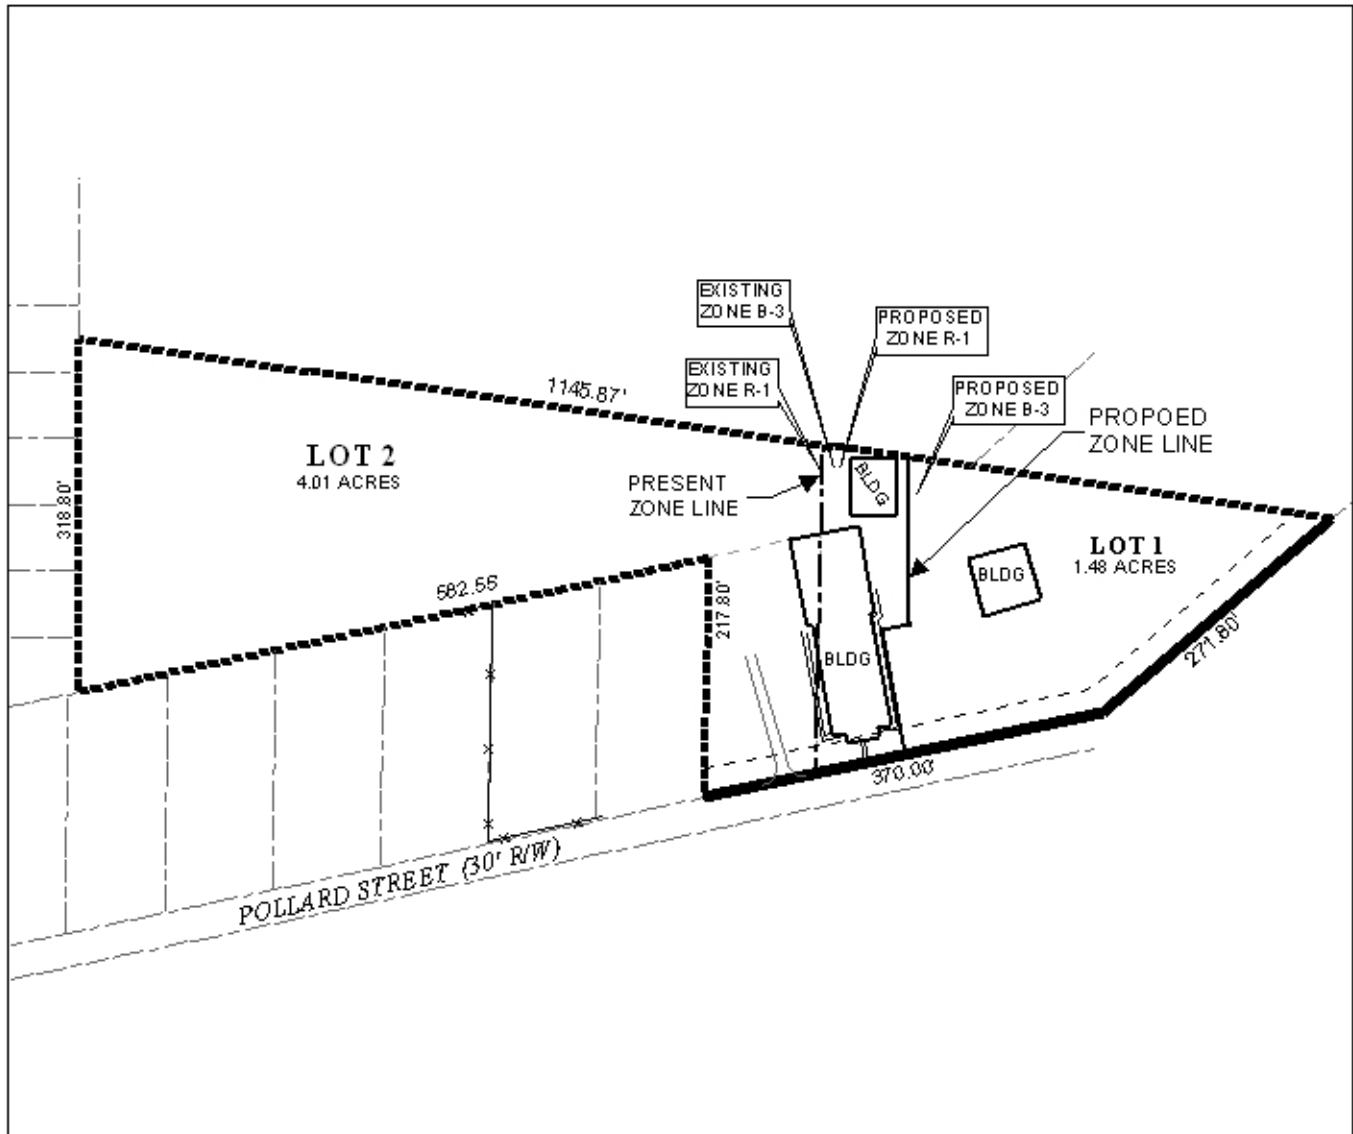 EXISTING
ZONE B-3
PROPOSED
ZONE R-1
EXISTING
ZONE R-1
PROPOSED
ZONE B-3
1145.87'
PROPOED
ZONE LINE
LOT 2
4.01 ACRES
PRESENT
ZONE LINE
BLDG
318.80'
LOT 1
1.48 ACRES
BLDG
582.55
217.80'
BLDG
271.80'
370.00'
POLLARD STREET (30' R/W)